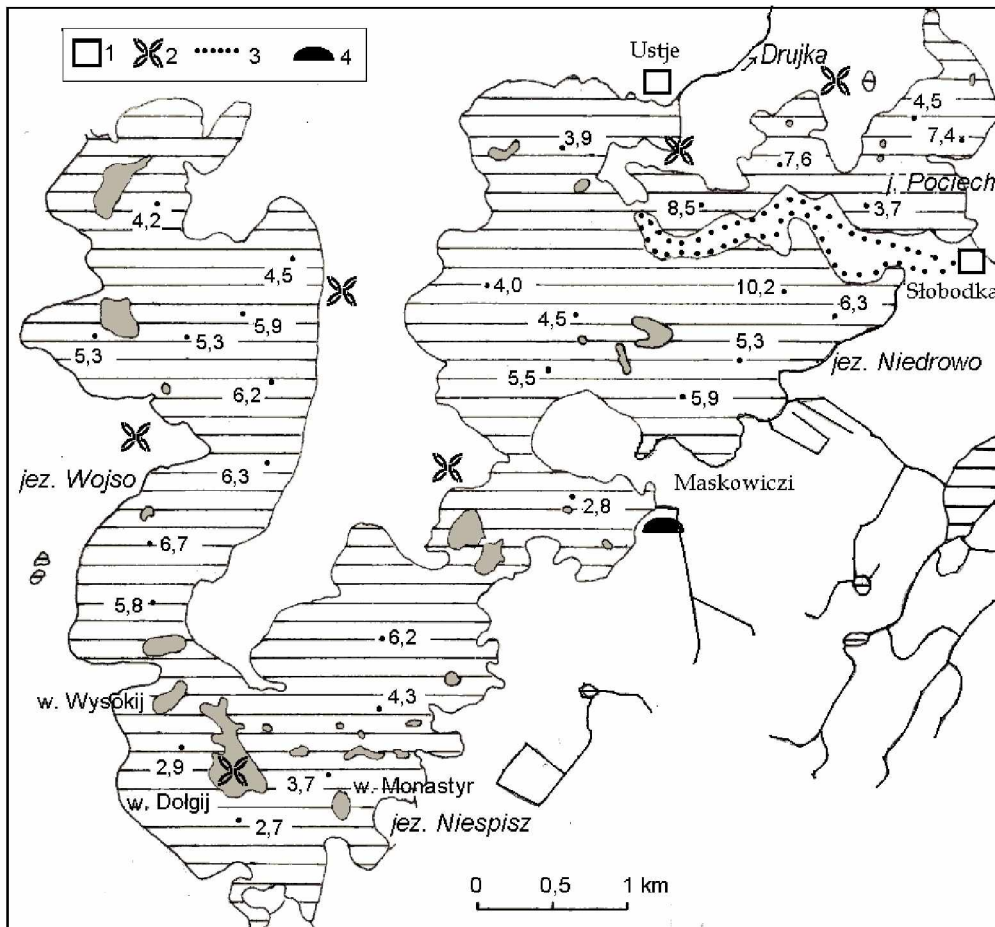 1 2 3 4
Ustje
Drujka
4,5
3,9
7,4
7,6
j. Pociech
4,2
8,5
3,7
4,5
Słobodka
4,0
10,2
6,3
5,9
4,5
5,3
5,3
5,3
jez. Niedrowo
6,2
5,5
5,9
6,3
jez. Wojso
Maskowiczi
2,8
6,7
5,8
6,2
w. Wysokij
4,3
2,9
3,7
w. Monastyr
w. Dołgij
2,7
jez. Niespisz
0 0,5 1 km